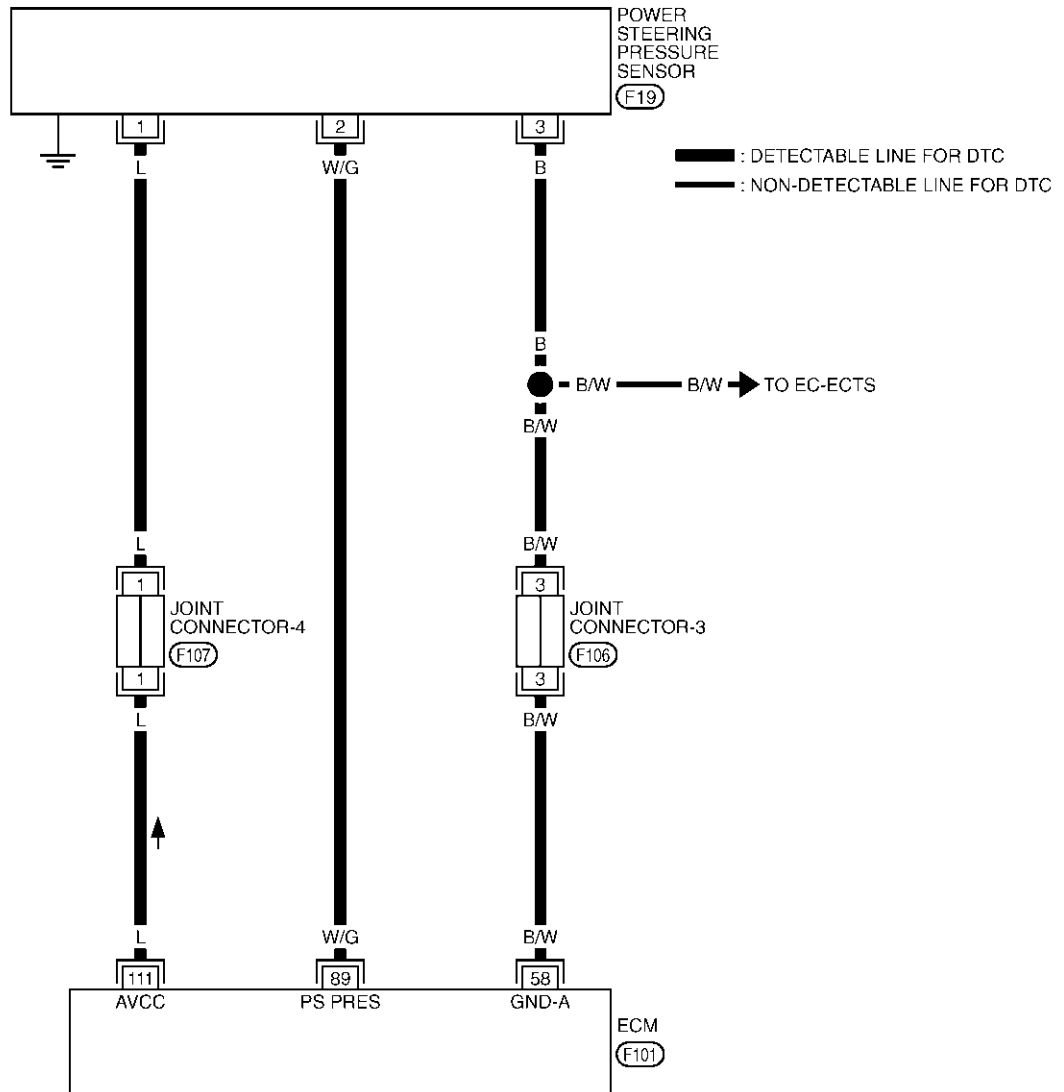 POWER
STEERING
PRESSURE
SENSOR
F19
1
2
3
L
W/G
B
: DETECTABLE LINE FOR DTC
: NON-DETECTABLE LINE FOR DTC
B
B/W
B/W
TO EC-ECTS
B/W
L
B/W
1
3
JOINT
CONNECTOR-4
F107
JOINT
CONNECTOR-3
F106
1
3
L
B/W
L
W/G
B/W
111
89
58
AVCC
PS PRES
GND-A
ECM
F101